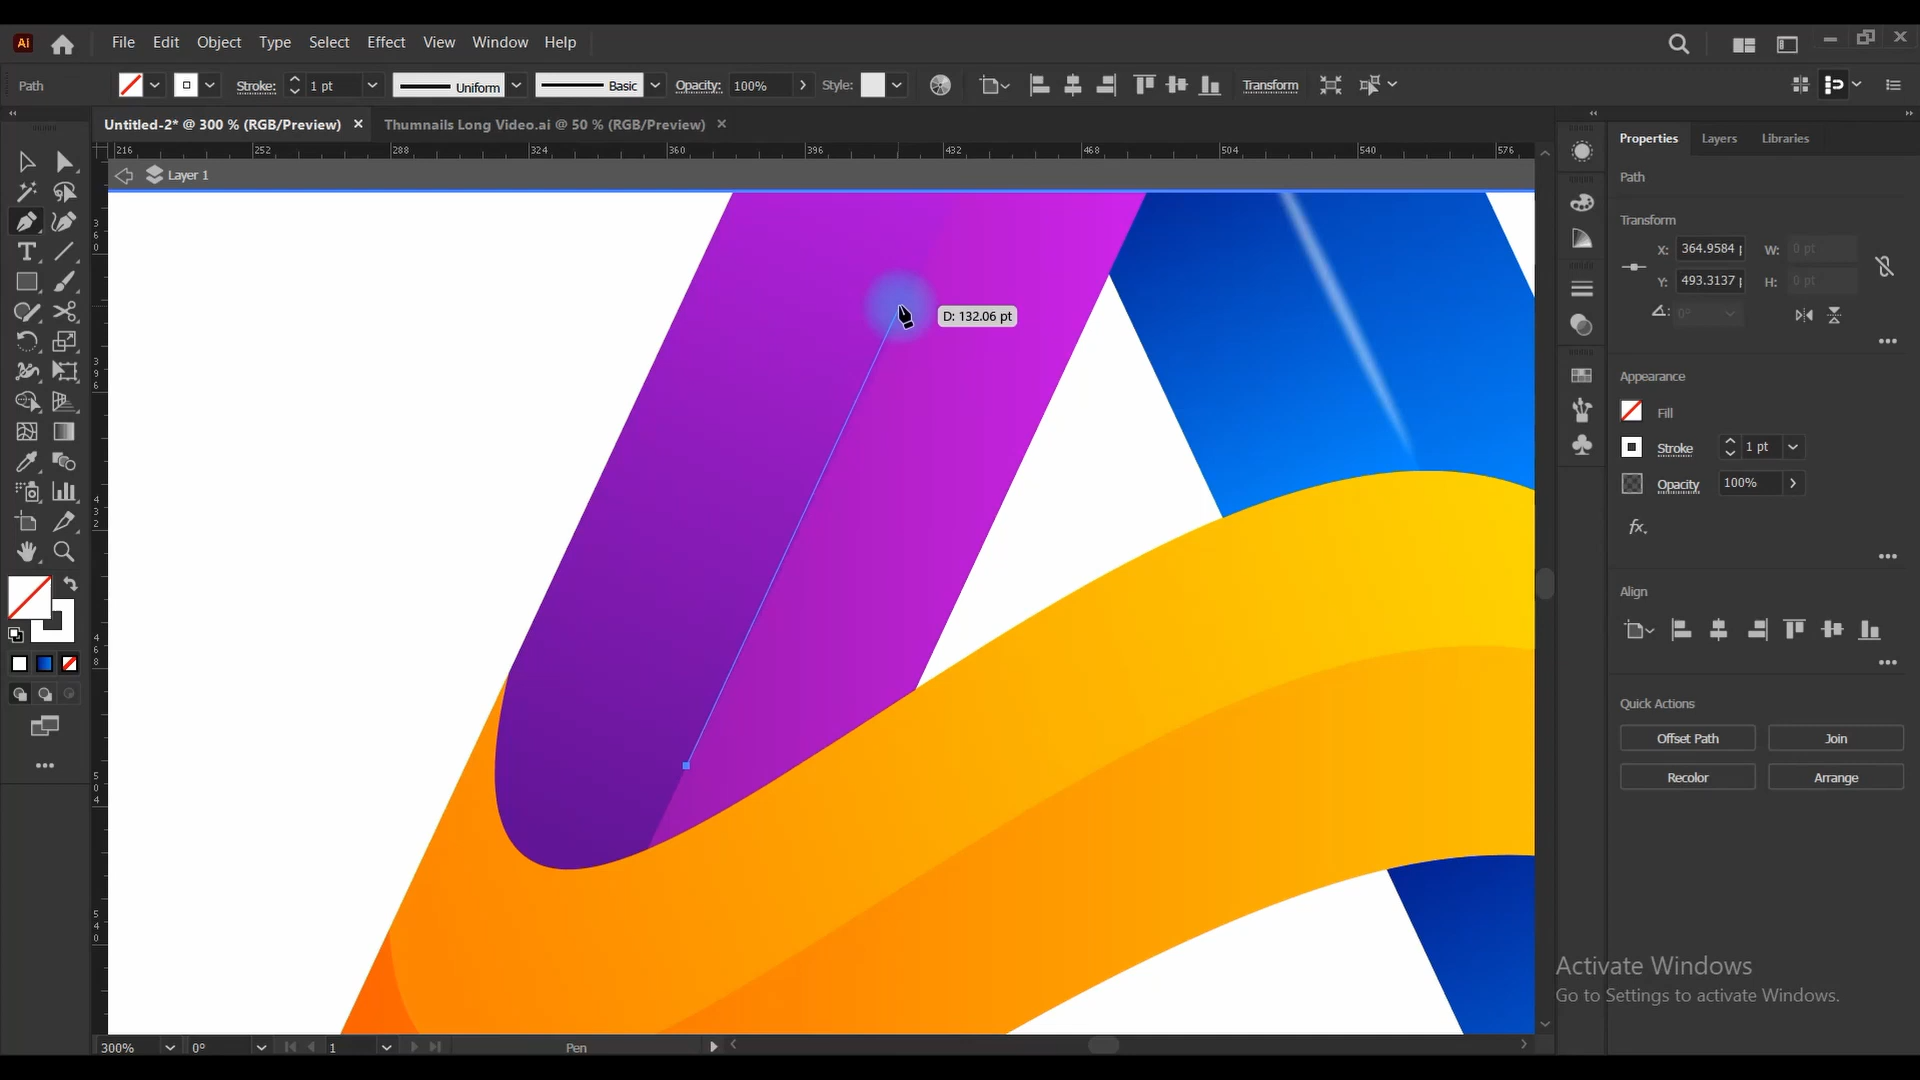 Ai File Edit Object Type Select Effect View Window Help
Path Stroke: 1 pt Uniform Basic Opacity: 100% Style: Transform
Untitled-2* @ 300 % (RGB/Preview) × Thumnails Long Video.ai @ 50 % (RGB/Preview) ×
216 252 288 324 360 396 432 468 504 540 576
Layer 1
D: 132.06 pt
Properties Layers Libraries
Path
Transform
X: 364.9584 W: 0 pt
Y: 493.3137 H: 0 pt
0°
Appearance
Fill
Stroke 1 pt
Opacity 100%
fx.
Align
Quick Actions
Offset Path Join
Recolor Arrange
Activate Windows
Go to Settings to activate Windows.
300% 0° 1 Pen